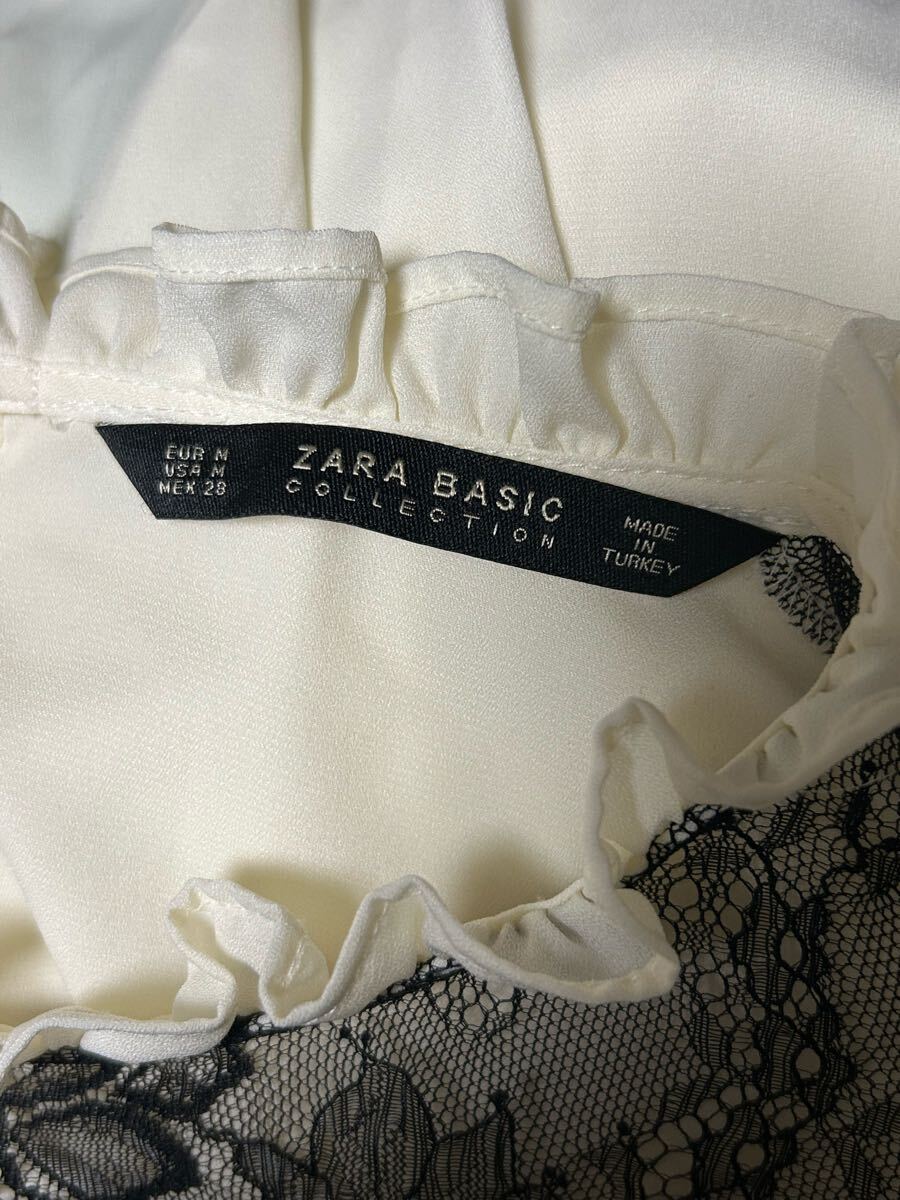 EUR M
USA M
MEX 28
ZARA BASIC
COLLECTION
MADE
IN
TURKEY